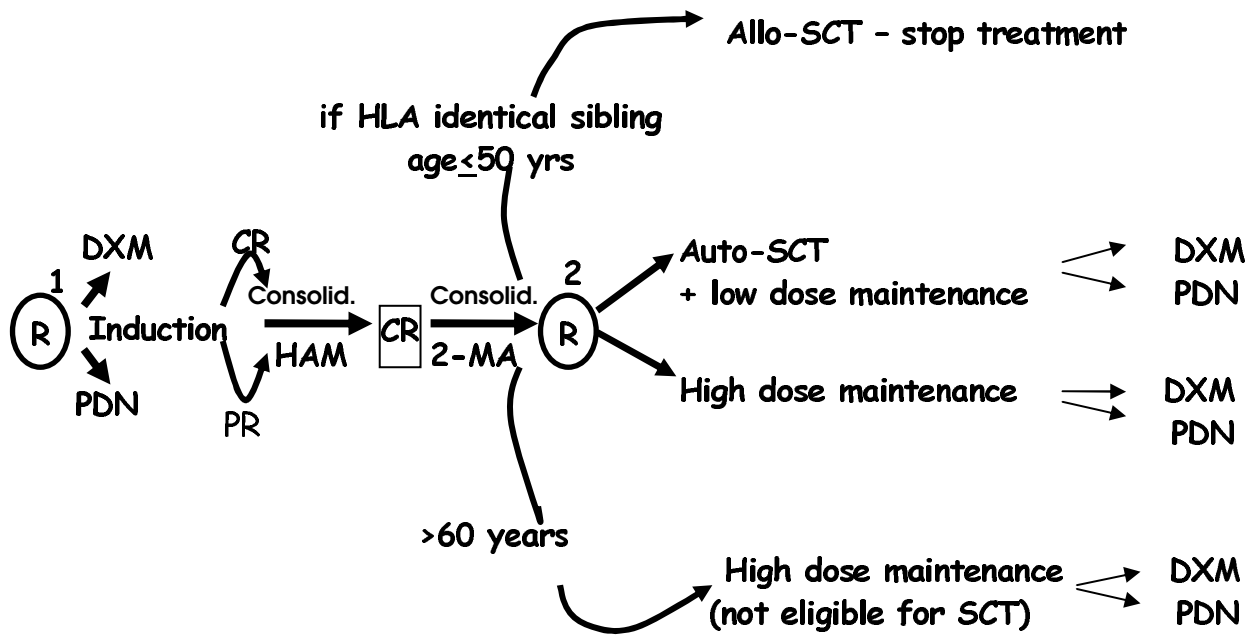 Allo-SCT – stop treatment
if HLA identical sibling
age≤50 yrs
DXM
CR
Auto-SCT
DXM
1
2
Consolid.
Consolid.
+ low dose maintenance
PDN
R
Induction
CR
R
HAM
2-MA
PDN
PR
High dose maintenance
DXM
PDN
>60 years
High dose maintenance
DXM
(not eligible for SCT)
PDN